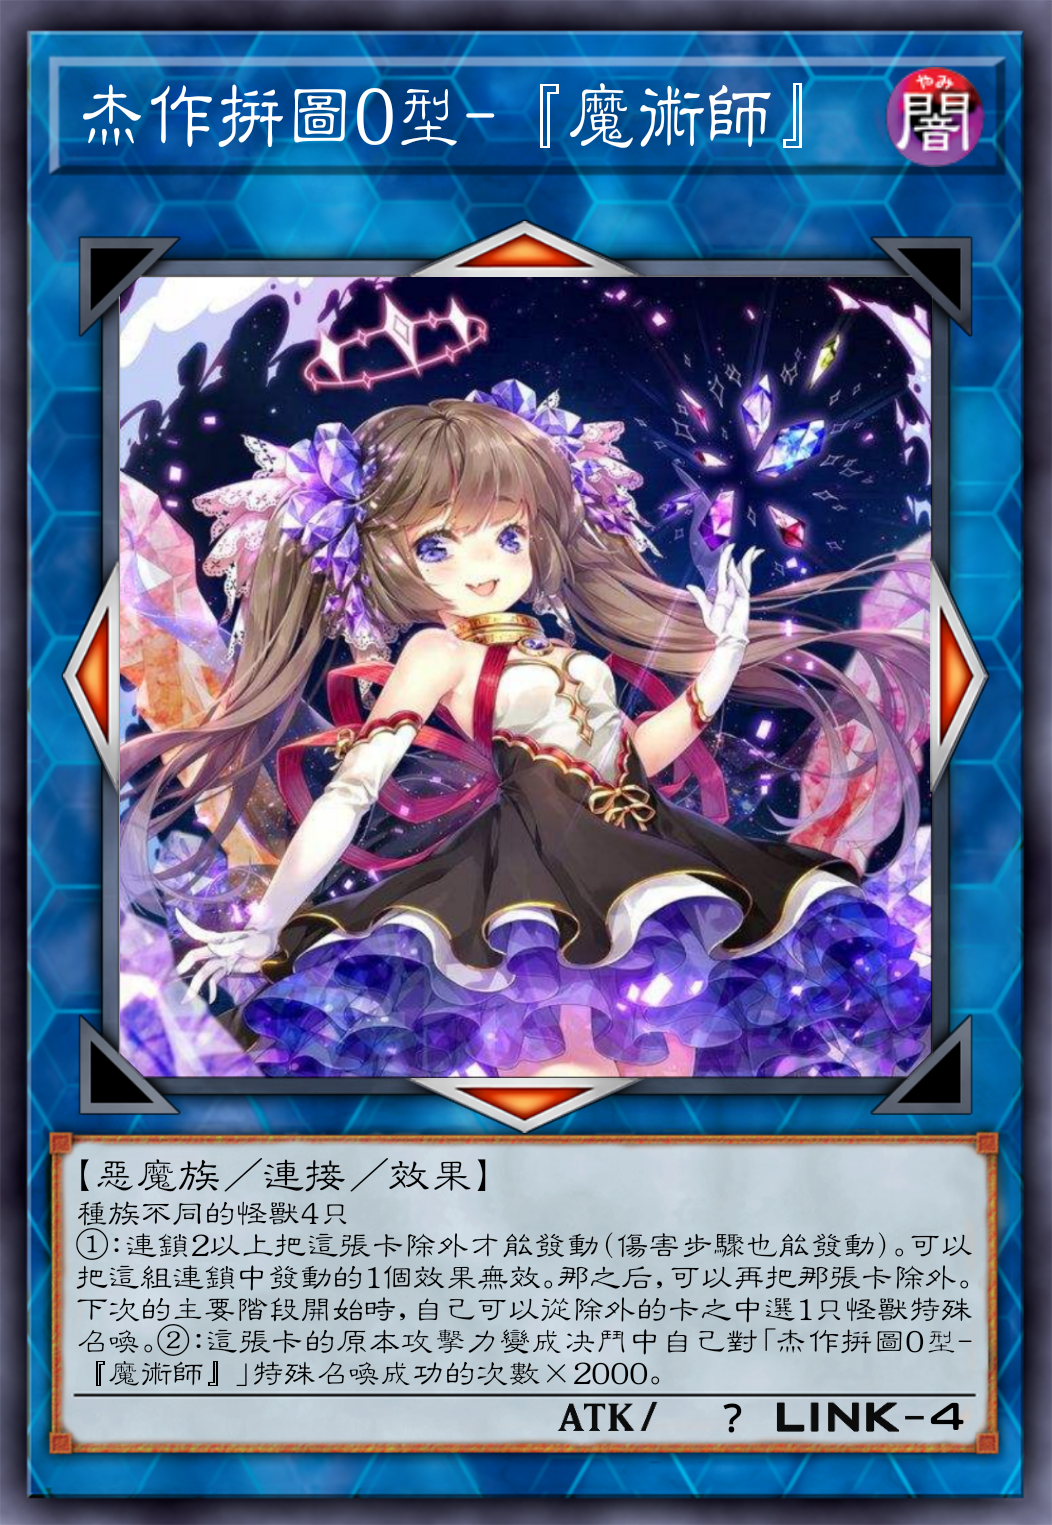 杰作拼圖0型-『魔術師』
やみ
闇
【惡魔族／連接／效果】
種族不同的怪獸4只
①:連鎖2以上把這張卡除外才能發動(傷害步驟也能發動)。可以
把這組連鎖中發動的1個效果無效。那之后,可以再把那張卡除外。
下次的主要階段開始時,自己可以從除外的卡之中選1只怪獸特殊
召喚。②:這張卡的原本攻擊力變成决鬥中自己對「杰作拼圖0型-
『魔術師』」特殊召喚成功的次數×2000。
ATK/ ? LINK-4